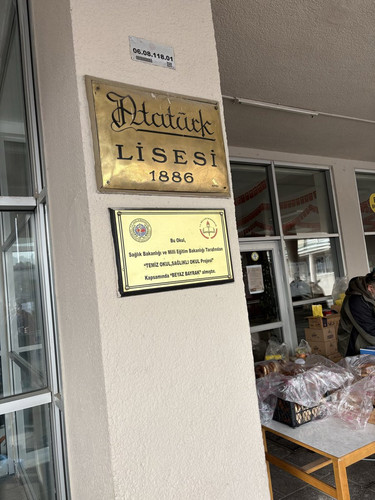 06.08.118.01
Atatürk
LİSESİ
1886
Bu Okul,
Sağlık Bakanlığı ve Milli Eğitim Bakanlığı Tarafından
"TEMİZ OKUL,SAĞLIKLI OKUL Projesi"
Kapsamında "BEYAZ BAYRAK" almıştır.